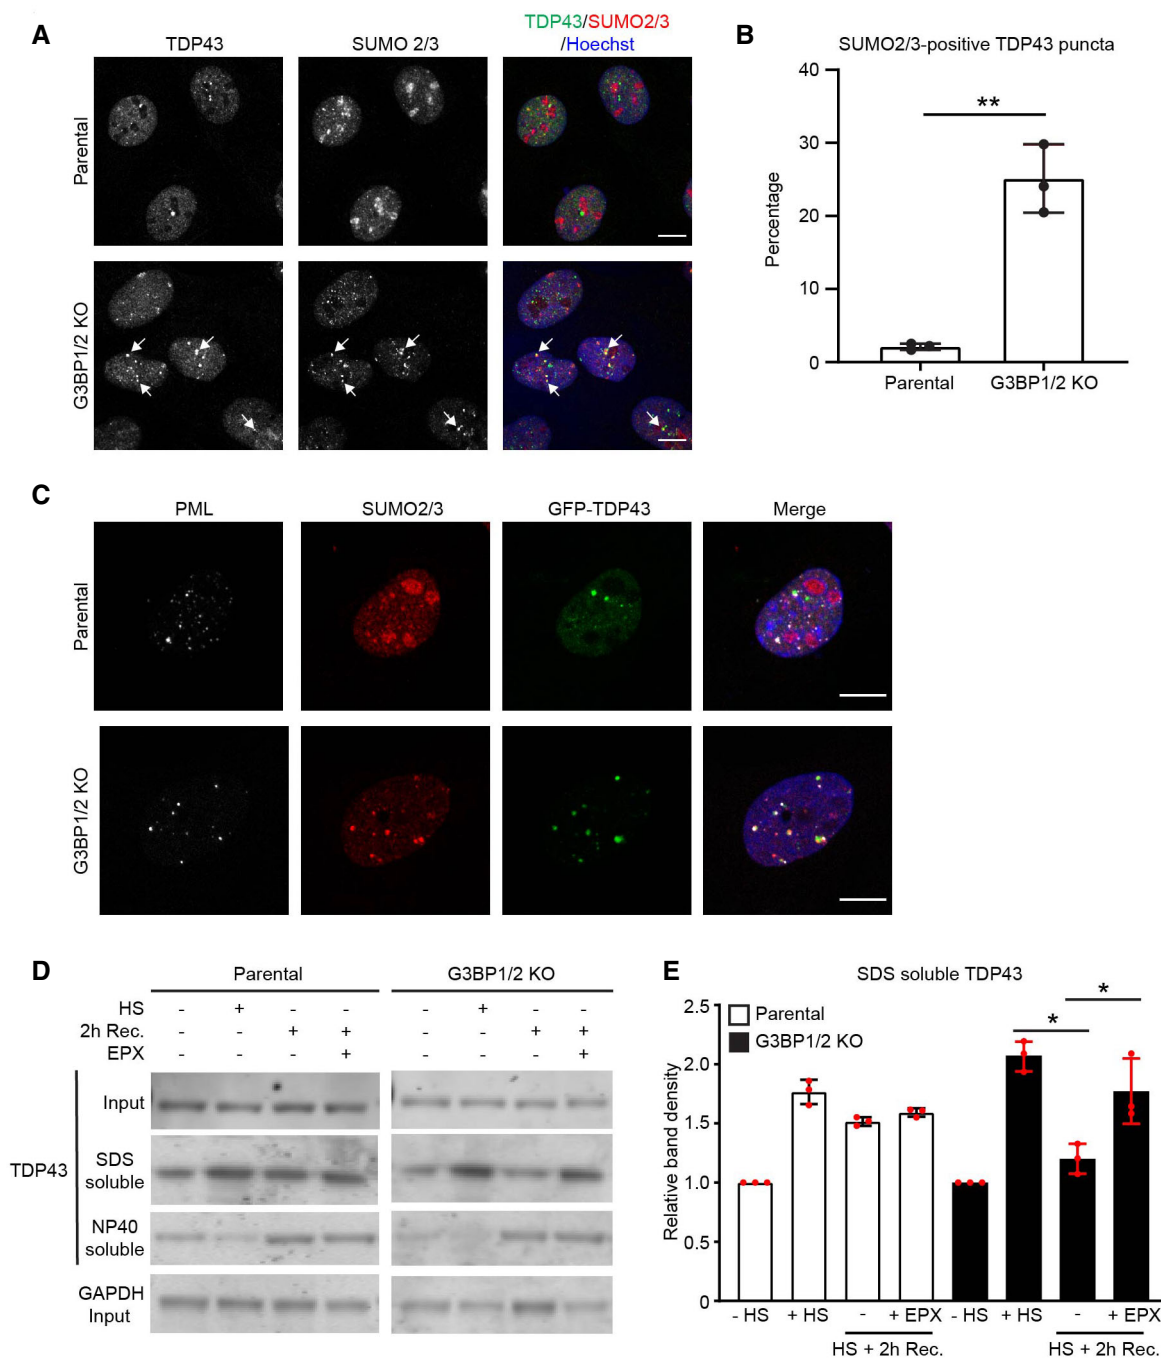 A
TDP43
SUMO 2/3
TDP43/SUMO2/3
/Hoechst
Parental
G3BP1/2 KO
B
SUMO2/3-positive TDP43 puncta
**
40
30
20
10
0
Percentage
Parental
G3BP1/2 KO
C
PML
SUMO2/3
GFP-TDP43
Merge
Parental
G3BP1/2 KO
D
Parental
G3BP1/2 KO
HS - + - - - + - -
2h Rec. - - + + - - + +
EPX - - - + - - - +
TDP43
Input
SDS
soluble
NP40
soluble
GAPDH
Input
E
SDS soluble TDP43
Parental
G3BP1/2 KO
*
*
2.5
2.0
1.5
1.0
0.5
0
Relative band density
- HS + HS - + EPX - HS + HS - + EPX
HS + 2h Rec. HS + 2h Rec.